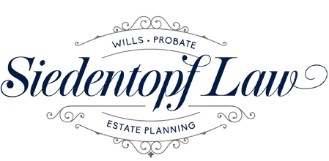 WILLS • PROBATE
Siedentopf Law
ESTATE PLANNING